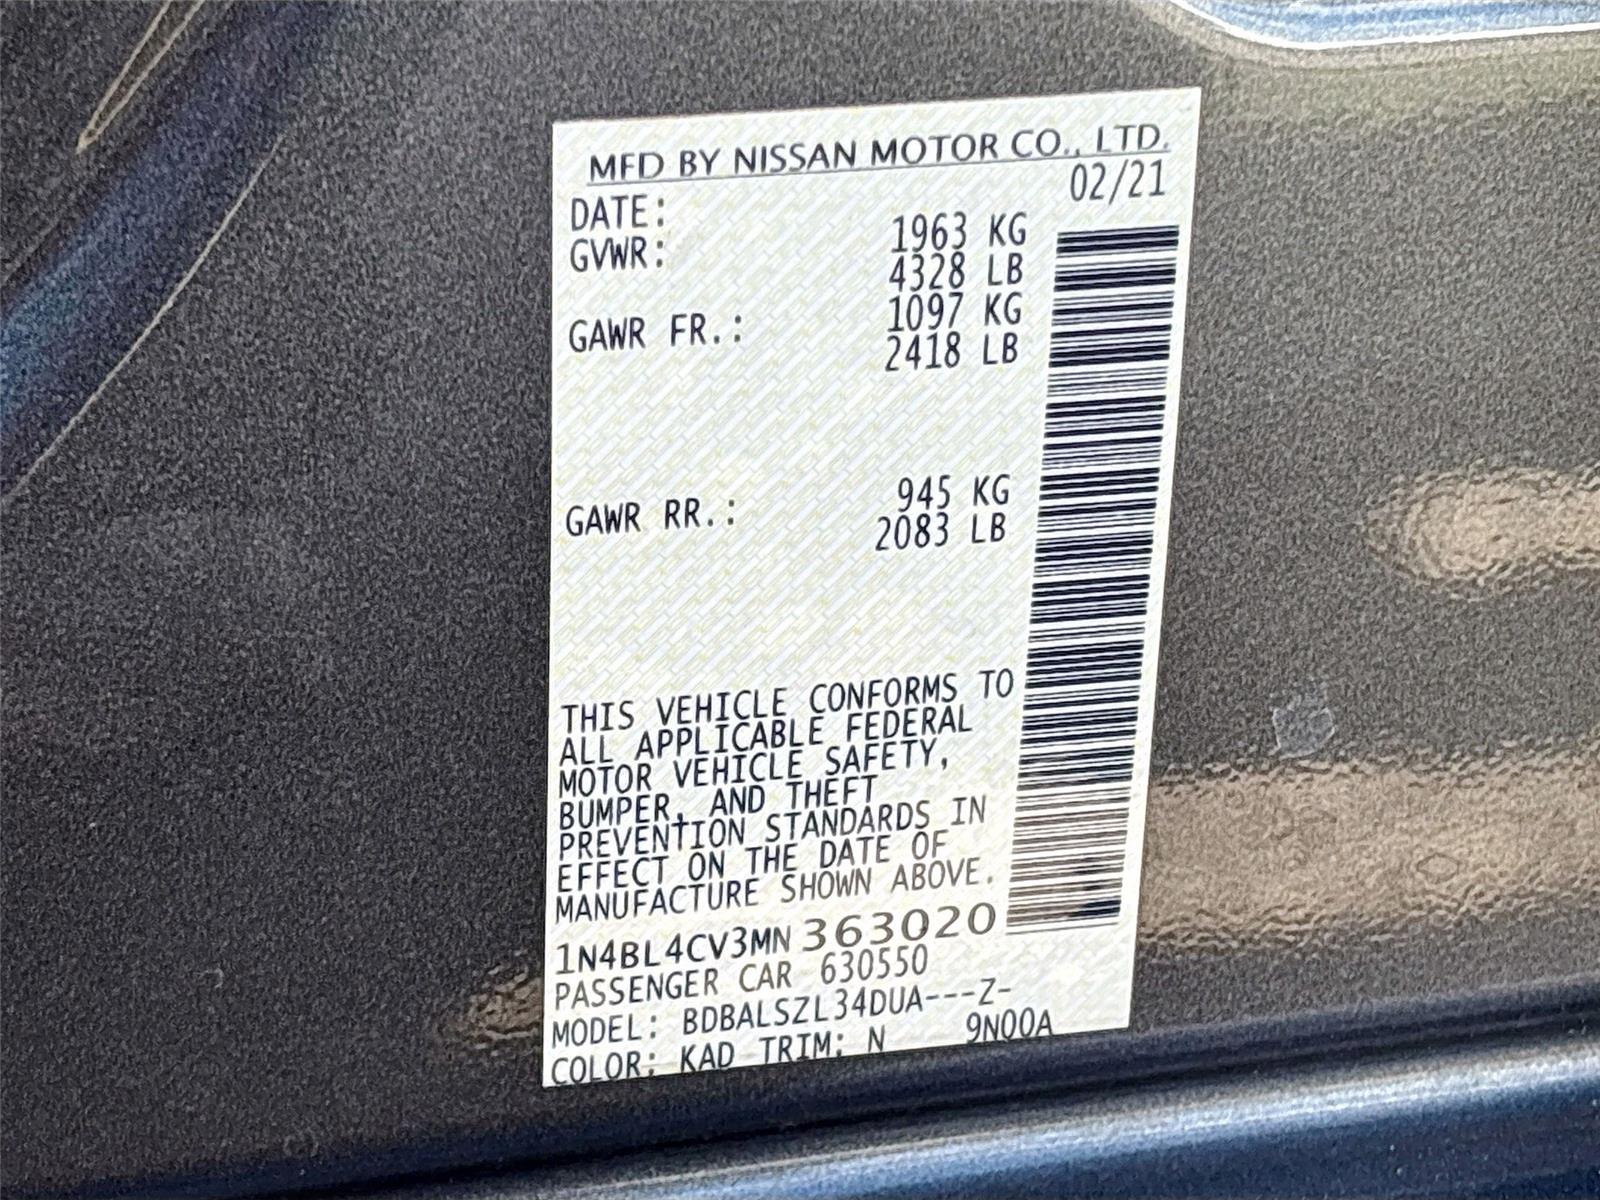 MFD BY NISSAN MOTOR CO., LTD.
DATE: 02/21
GVWR: 1963 KG
4328 LB
GAWR FR.: 1097 KG
2418 LB
GAWR RR.: 945 KG
2083 LB
THIS VEHICLE CONFORMS TO
ALL APPLICABLE FEDERAL
MOTOR VEHICLE SAFETY,
BUMPER, AND THEFT
PREVENTION STANDARDS IN
EFFECT ON THE DATE OF
MANUFACTURE SHOWN ABOVE.
1N4BL4CV3MN 363020
PASSENGER CAR 630550
MODEL: BDBALSZL34DUA---Z-
COLOR: KAD TRIM: N 9N00A